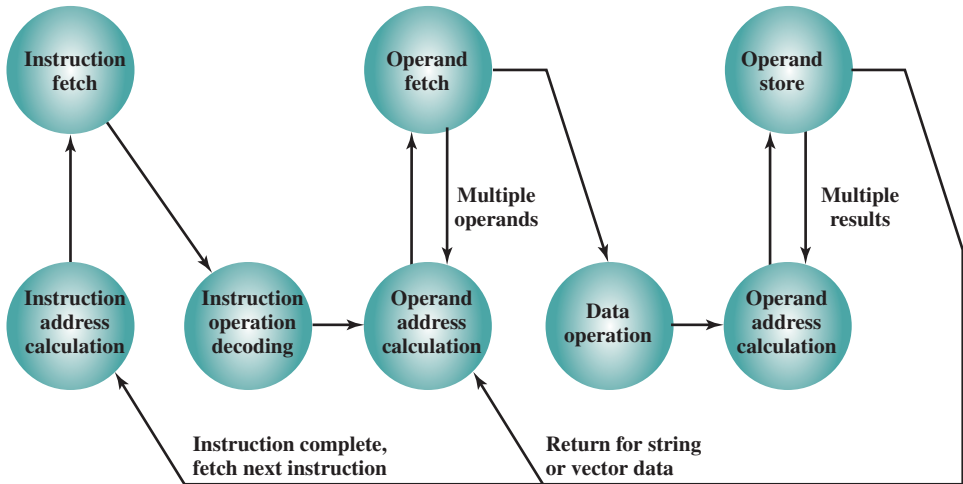 Instruction
fetch
Operand
fetch
Operand
store
Multiple
operands
Multiple
results
Instruction
address
calculation
Instruction
operation
decoding
Operand
address
calculation
Data
operation
Operand
address
calculation
Instruction complete,
fetch next instruction
Return for string
or vector data